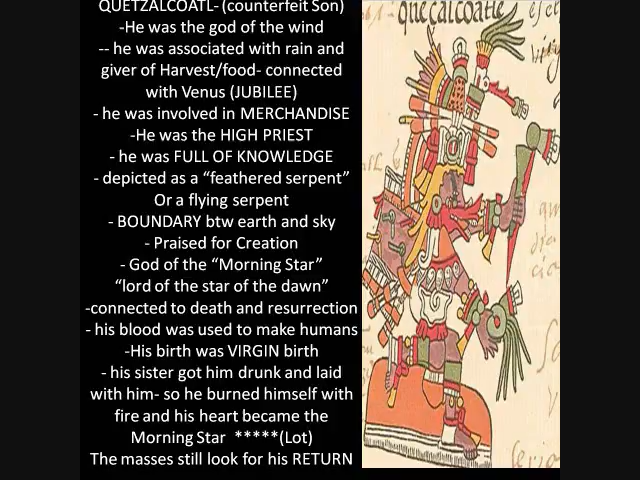 QUETZALCOATL- (counterfeit Son)
-He was the god of the wind
-- he was associated with rain and
giver of Harvest/food- connected
with Venus (JUBILEE)
- he was involved in MERCHANDISE
-He was the HIGH PRIEST
- he was FULL OF KNOWLEDGE
- depicted as a “feathered serpent”
Or a flying serpent
- BOUNDARY btw earth and sky
- Praised for Creation
- God of the “Morning Star”
“lord of the star of the dawn”
-connected to death and resurrection
- his blood was used to make humans
-His birth was VIRGIN birth
- his sister got him drunk and laid
with him- so he burned himself with
fire and his heart became the
Morning Star *****(Lot)
The masses still look for his RETURN
queçalcoatle